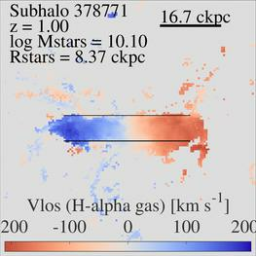 Subhalo 378771
z = 1.00
log Mstars = 10.10
Rstars = 8.37 ckpc
16.7 ckpc
Vlos (H-alpha gas) [km s⁻¹]
200 -100 0 100 200